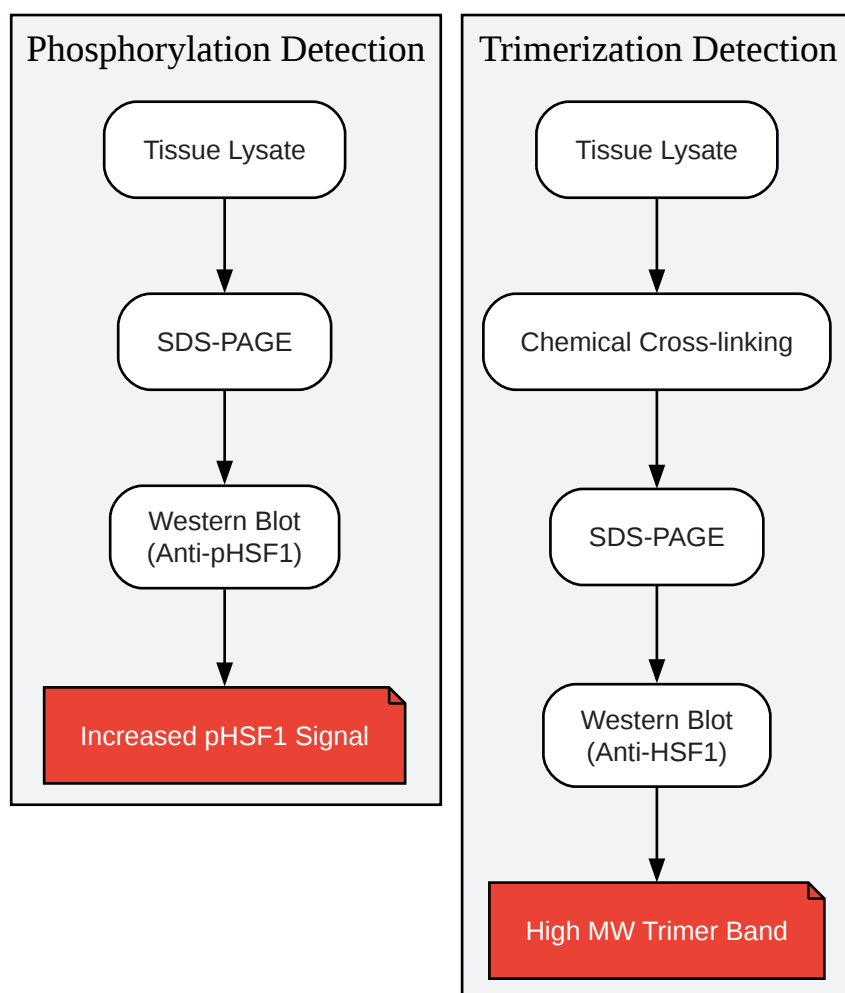 Phosphorylation Detection
Tissue Lysate
SDS-PAGE
Western Blot
(Anti-pHSF1)
Increased pHSF1 Signal
Trimerization Detection
Tissue Lysate
Chemical Cross-linking
SDS-PAGE
Western Blot
(Anti-HSF1)
High MW Trimer Band